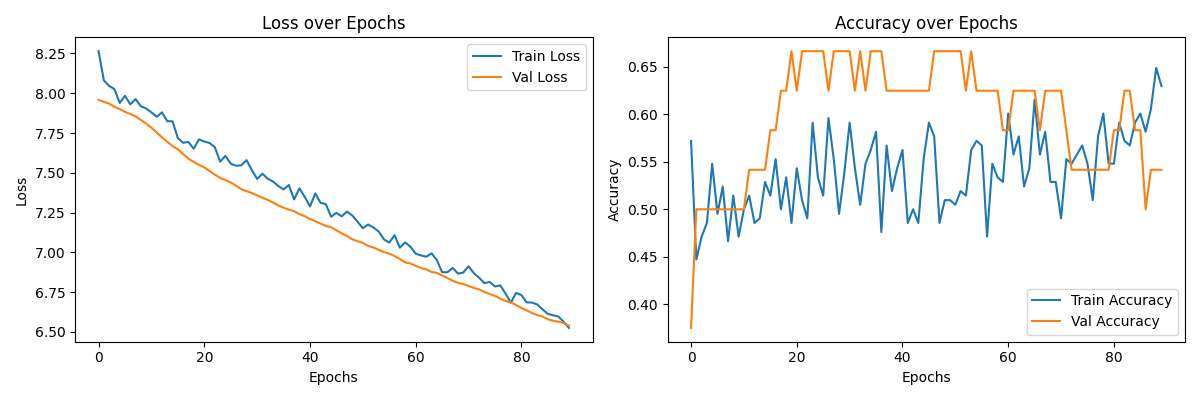 Loss over Epochs
8.25
8.00
7.75
7.50
7.25
7.00
6.75
6.50
Loss
Train Loss
Val Loss
0 20 40 60 80
Epochs
Accuracy over Epochs
0.65
0.60
0.55
0.50
0.45
0.40
Accuracy
Train Accuracy
Val Accuracy
0 20 40 60 80
Epochs